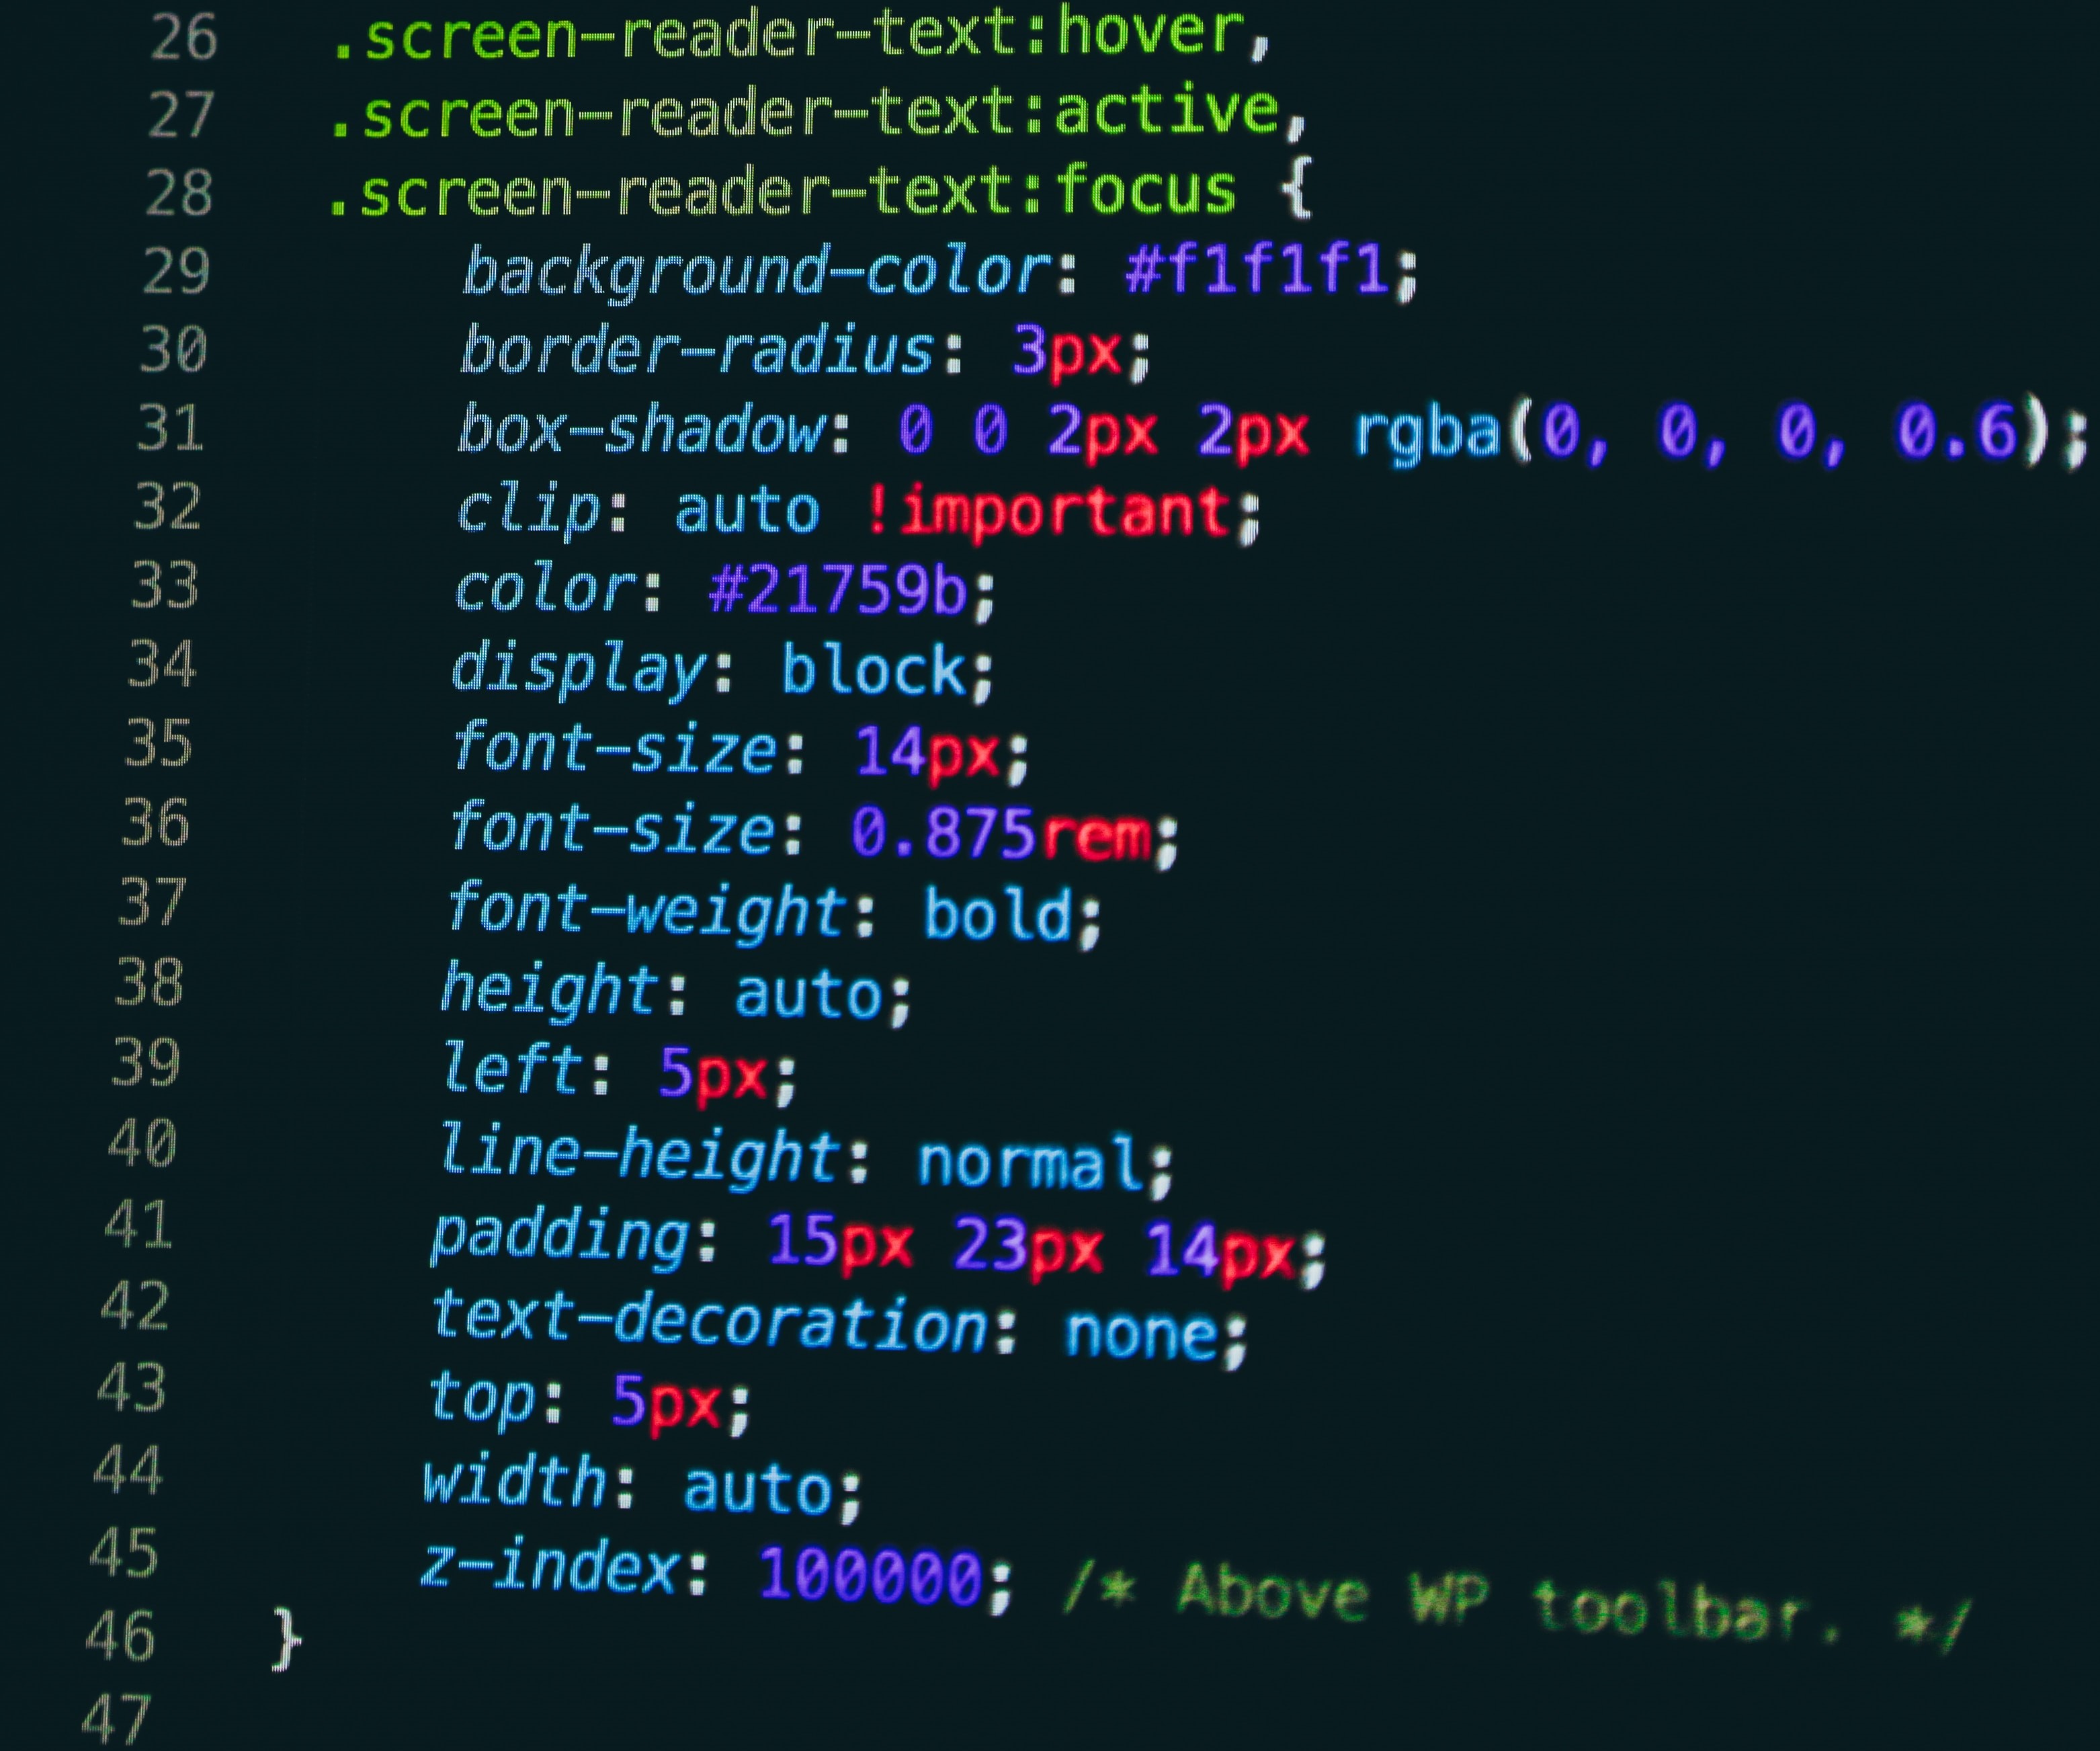 26 .screen-reader-text:hover,
27 .screen-reader-text:active,
28 .screen-reader-text:focus {
29 background-color: #f1f1f1;
30 border-radius: 3px;
31 box-shadow: 0 0 2px 2px rgba(0, 0, 0, 0.6);
32 clip: auto !important;
33 color: #21759b;
34 display: block;
35 font-size: 14px;
36 font-size: 0.875rem;
37 font-weight: bold;
38 height: auto;
39 left: 5px;
40 line-height: normal;
41 padding: 15px 23px 14px;
42 text-decoration: none;
43 top: 5px;
44 width: auto;
45 z-index: 100000; /* Above WP toolbar. */
46 }
47